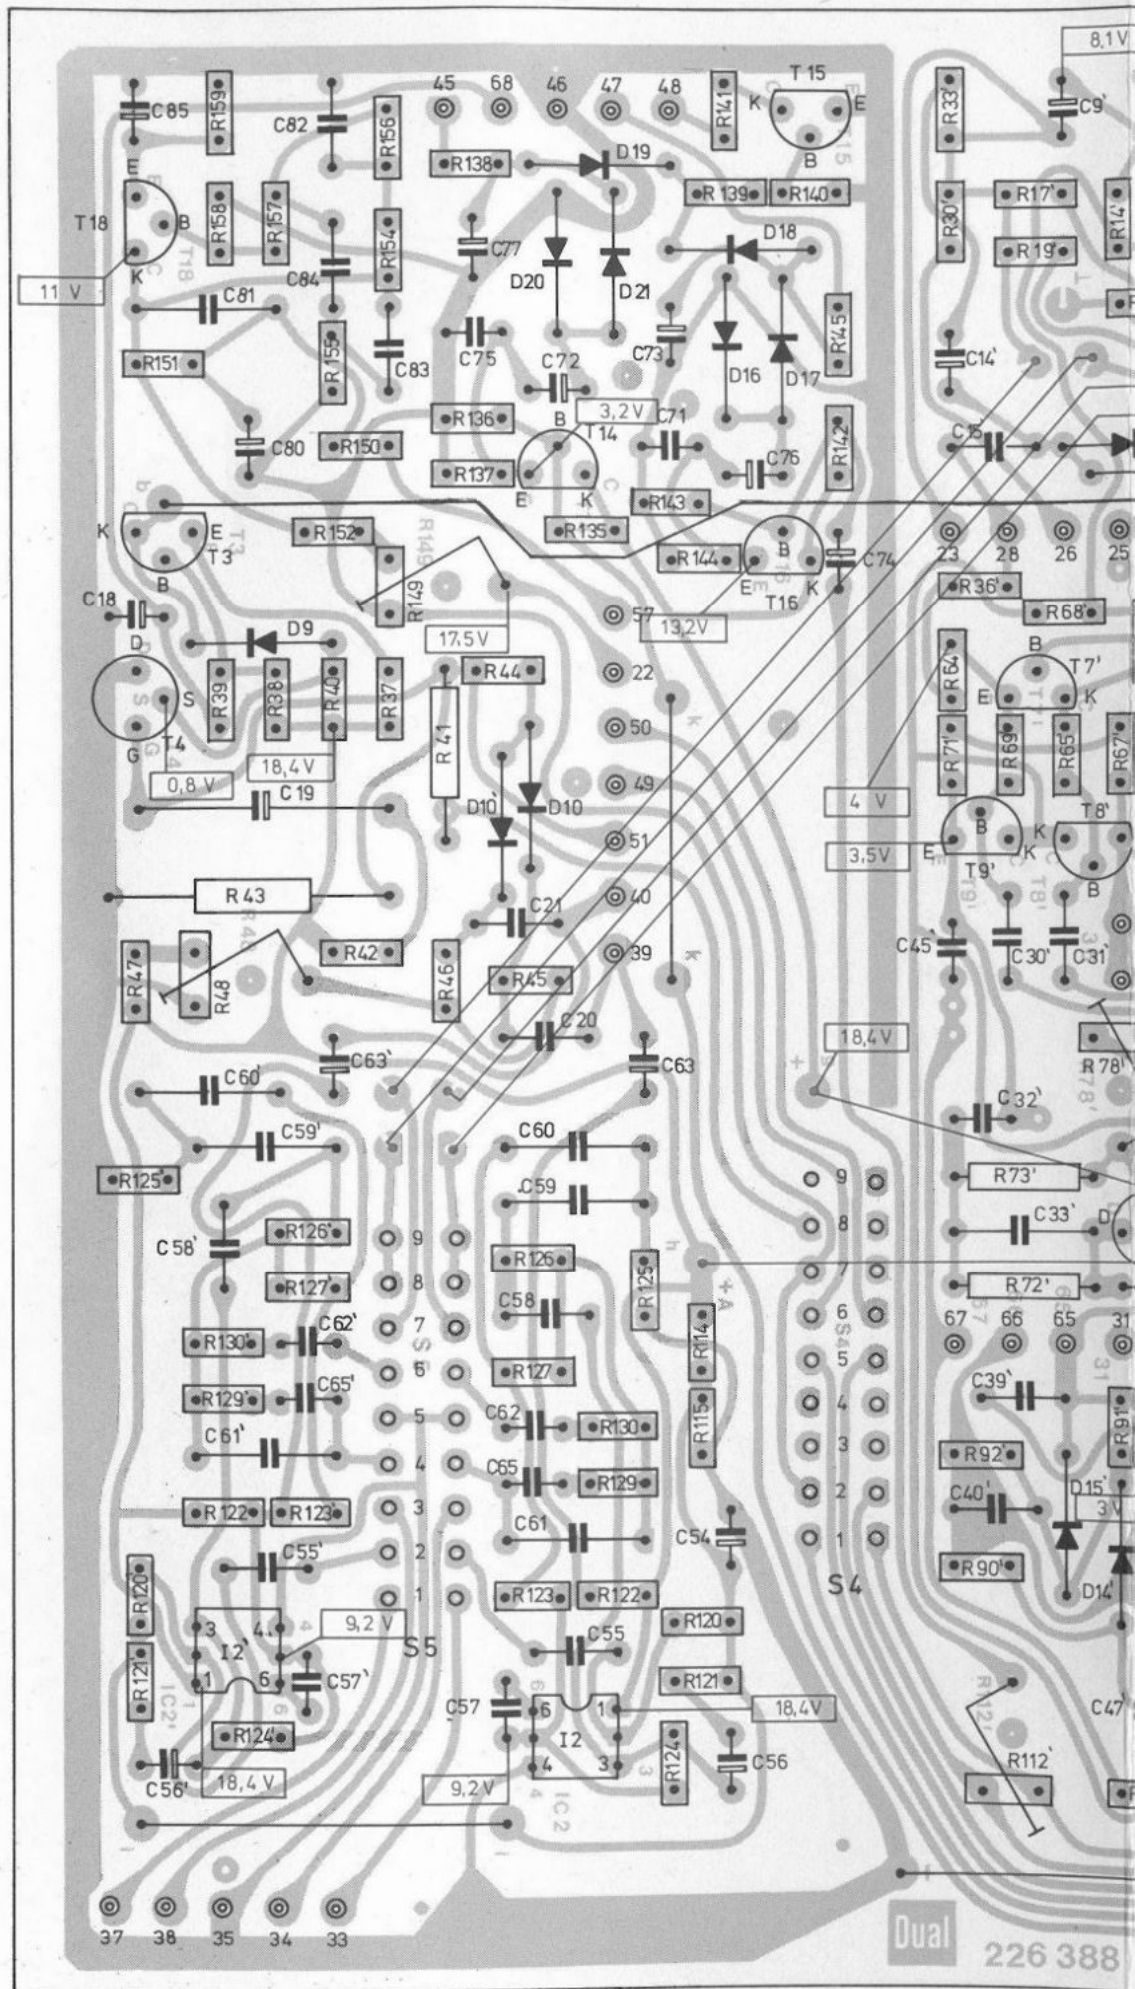 8,1V
T 15
45 68 46 47 48
C85 R159 C82 R156 R141 K E R33' C9'
B
D19
R138
E
R139 R140 R30' R17' R14'
T18 B R158 R157 R154 C77 D18 R19'
K C84 D20 D21
11 V
C81
R155 C75 C73 R145
R151 C83 C72 D16 D17 C14'
3,2V
R136 B T14 C71 R142 C15'
C80 R150
R137 E K C76
R143
K E R152 R135 B 23 28 26 25
T3 R144
B R149 E K C74 R36'
T16
C18 57 R68'
D D9 17.5V 13,2V
B T7'
S R39 R38 R40 R37 R44 22 R64' E K
G T4 R41 50 R71' R69' R65' R67'
0,8 V 18,4V
C19 49 4 V
D10' D10 B T8'
51 3,5V E K K
T9' B
R43 40
C21
C45' C30' C31'
R47 R42 R46 39
R48 R45
C20
C63' C63 18,4V R78'
+
C60' C32'
C59' C60
R125' 9 R73'
C59
C58' R126' 9 8 C33' D
R126
R127' 8 R125 7 R72'
+A
C58
C62' 7 6 67 66 65 31
R130' R114 S4
R127 5
R129' C65' 6 C39'
C62 R115 4 R91'
C61' 5 R130
3 R92'
4 C65 R129
D15'
R122 R123' 3 2 C40' 3V
C61 C54
C55' 2 1
R90'
R120' 1 R123 R122 S4 D14'
9,2 V
3 4 R120
I2' S5 C55
R121' 1 6 C57' R121
IC2' C57 6 1 18,4V C47'
R124' I2 R112'
C56' 18,4 V 9,2V 4 3 R124 C56
IC 2
i i
37 38 35 34 33
Dual
226 388